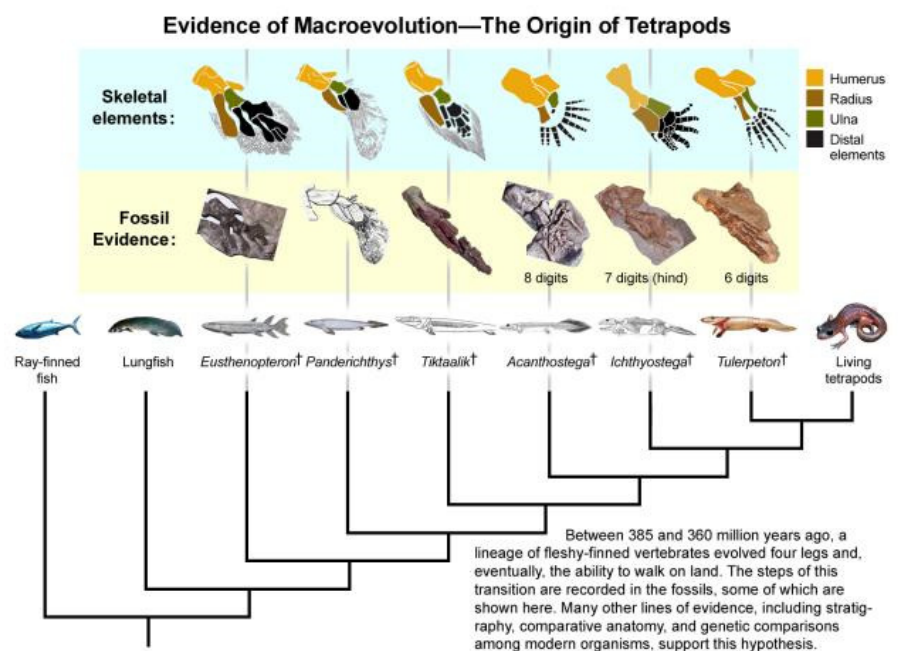 Evidence of Macroevolution—The Origin of Tetrapods
Skeletal
elements:
Humerus
Radius
Ulna
Distal
elements
Fossil
Evidence:
8 digits
7 digits (hind)
6 digits
Ray-finned
fish
Lungfish
Eusthenopteron†
Panderichthys†
Tiktaalik†
Acanthostega†
Ichthyostega†
Tulerpeton†
Living
tetrapods
Between 385 and 360 million years ago, a
lineage of fleshy-finned vertebrates evolved four legs and,
eventually, the ability to walk on land. The steps of this
transition are recorded in the fossils, some of which are
shown here. Many other lines of evidence, including stratig-
raphy, comparative anatomy, and genetic comparisons
among modern organisms, support this hypothesis.